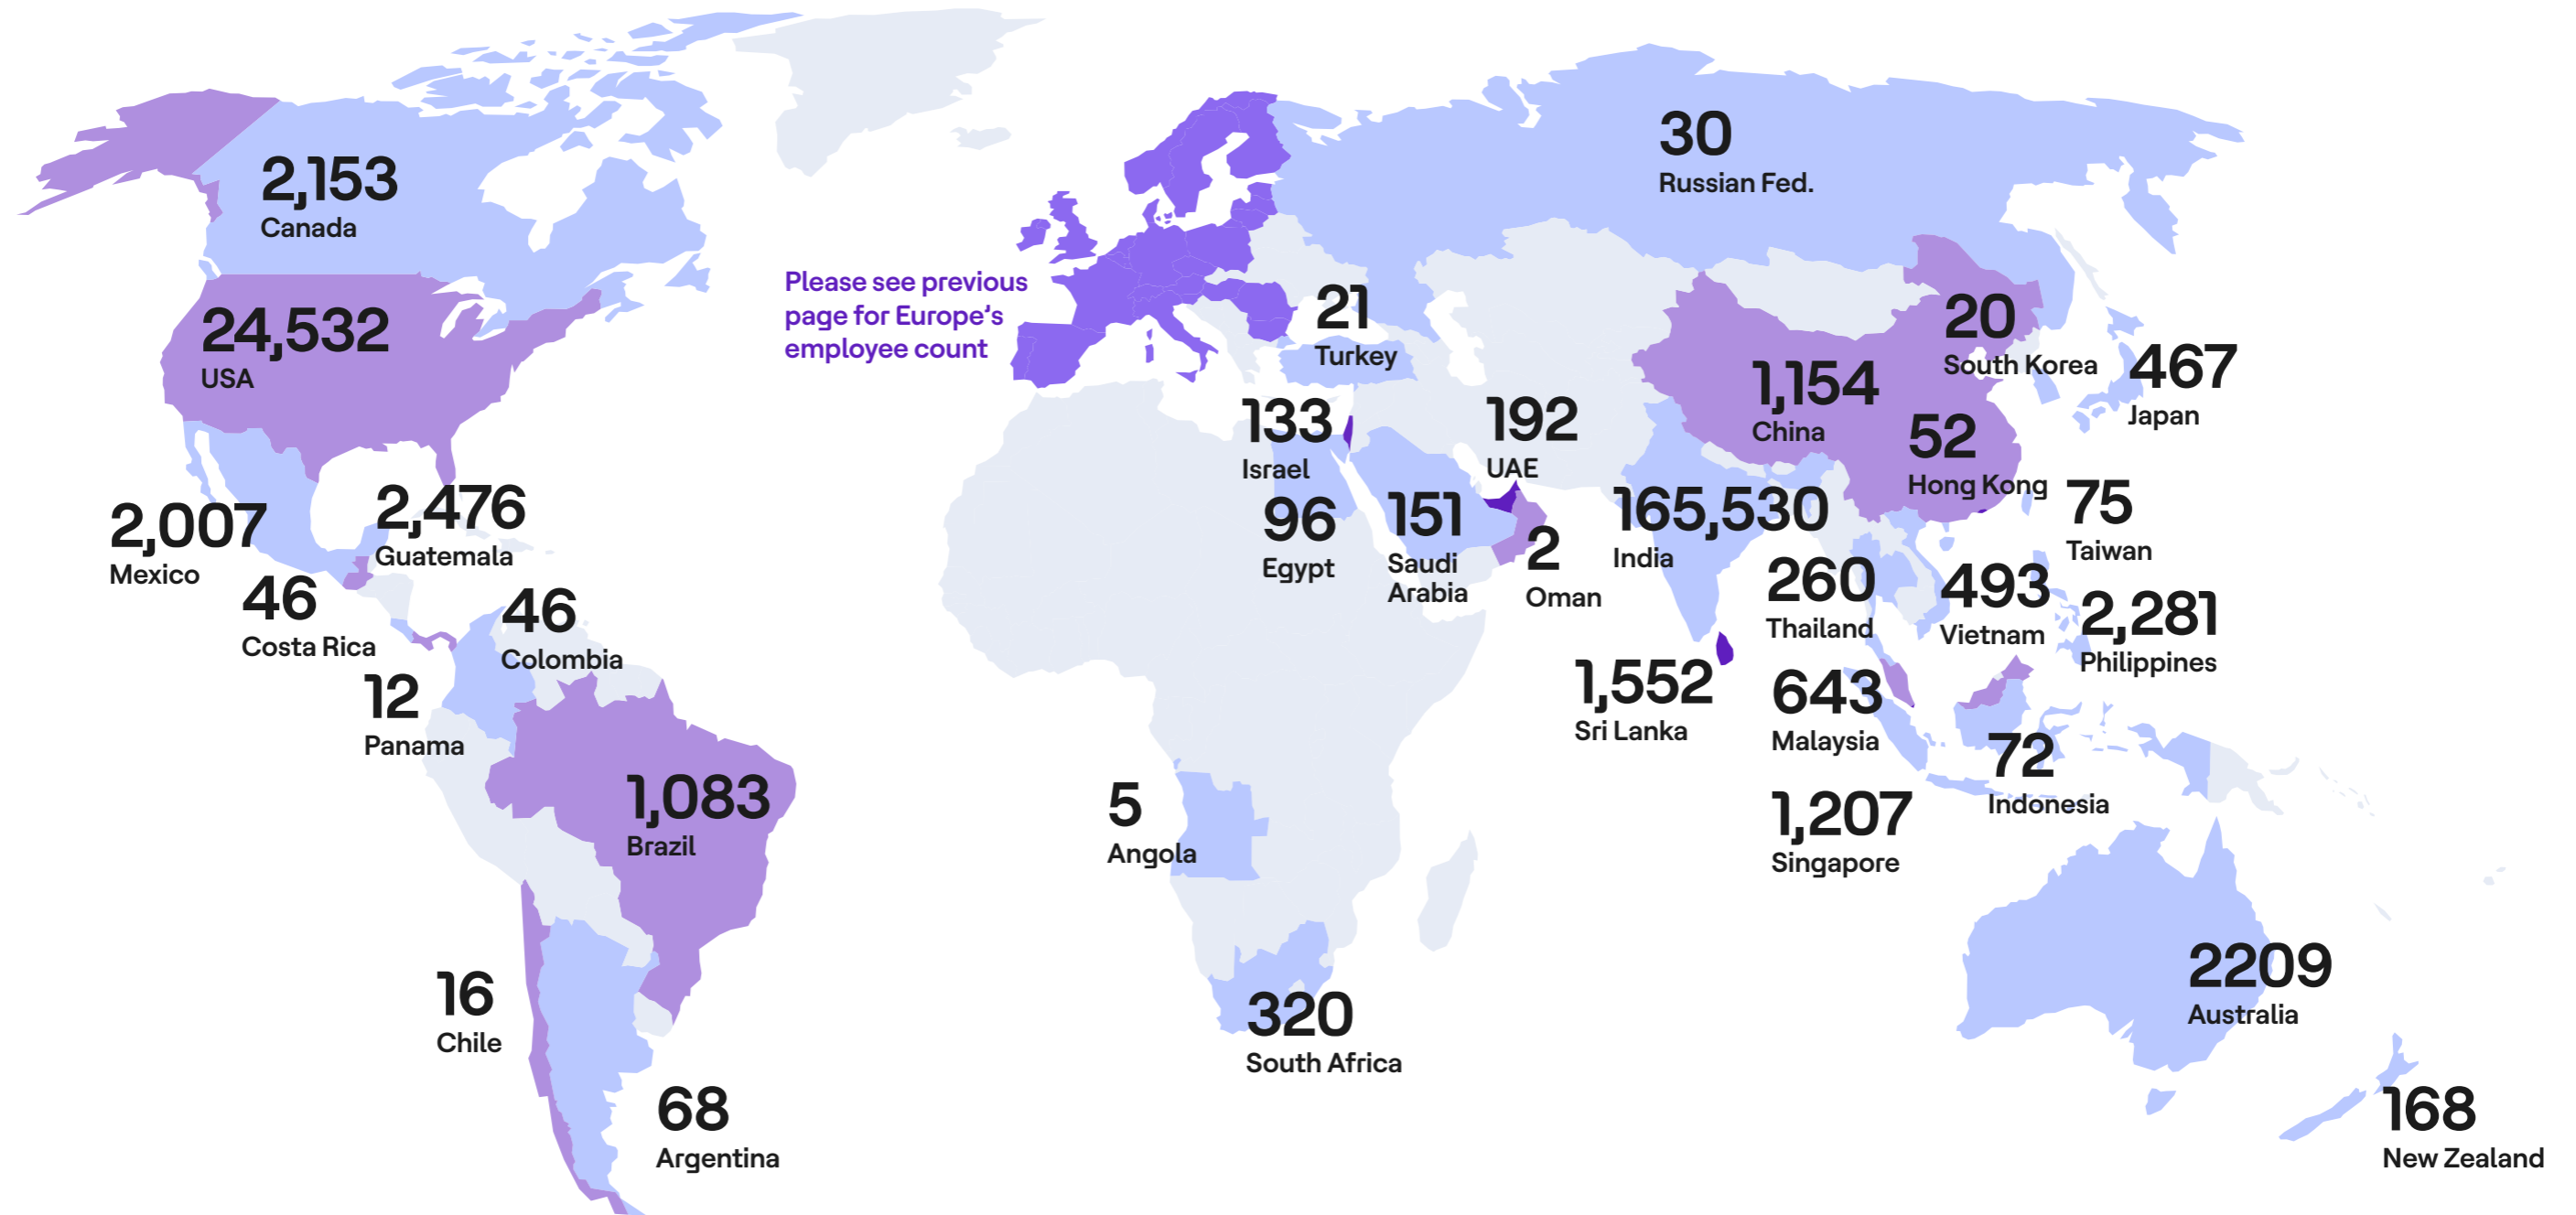 2,153
Canada
24,532
USA
2,007
Mexico
2,476
Guatemala
46
Costa Rica
46
Colombia
12
Panama
1,083
Brazil
16
Chile
68
Argentina
Please see previous
page for Europe's
employee count
30
Russian Fed.
21
Turkey
133
Israel
96
Egypt
192
UAE
151
Saudi
Arabia
2
Oman
5
Angola
320
South Africa
165,530
India
1,552
Sri Lanka
1,154
China
20
South Korea
467
Japan
52
Hong Kong
75
Taiwan
260
Thailand
493
Vietnam
2,281
Philippines
643
Malaysia
72
Indonesia
1,207
Singapore
2209
Australia
168
New Zealand